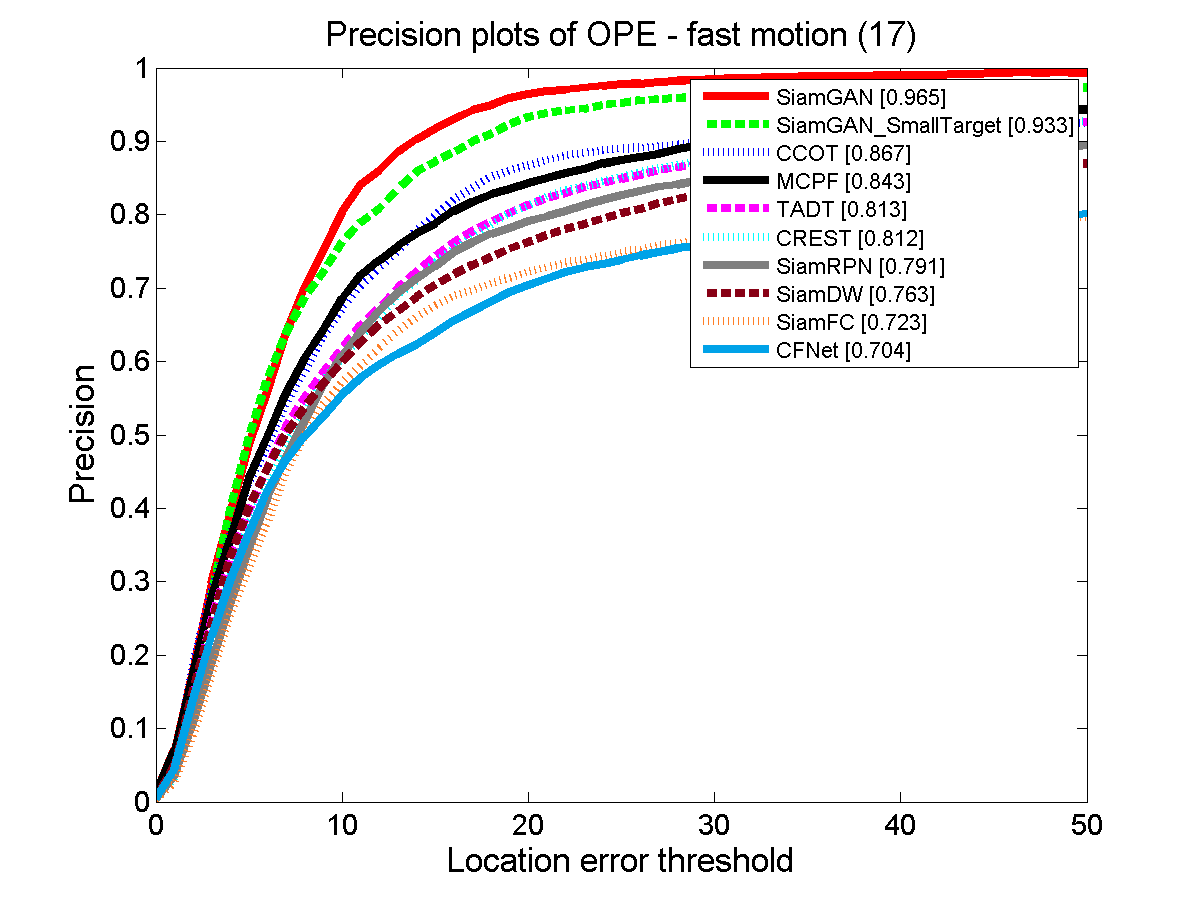 Precision plots of OPE - fast motion (17)
1
0.9
0.8
0.7
0.6
0.5
0.4
0.3
0.2
0.1
0
Precision
SiamGAN [0.965]
SiamGAN_SmallTarget [0.933]
CCOT [0.867]
MCPF [0.843]
TADT [0.813]
CREST [0.812]
SiamRPN [0.791]
SiamDW [0.763]
SiamFC [0.723]
CFNet [0.704]
0 10 20 30 40 50
Location error threshold